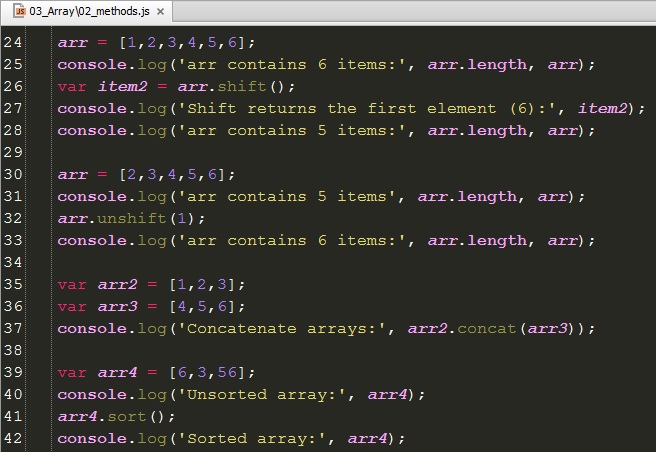 JS 03_Array\02_methods.js ×
24 arr = [1,2,3,4,5,6];
25 console.log('arr contains 6 items:', arr.length, arr);
26 var item2 = arr.shift();
27 console.log('Shift returns the first element (6):', item2);
28 console.log('arr contains 5 items:', arr.length, arr);
29
30 arr = [2,3,4,5,6];
31 console.log('arr contains 5 items', arr.length, arr);
32 arr.unshift(1);
33 console.log('arr contains 6 items:', arr.length, arr);
34
35 var arr2 = [1,2,3];
36 var arr3 = [4,5,6];
37 console.log('Concatenate arrays:', arr2.concat(arr3));
38
39 var arr4 = [6,3,56];
40 console.log('Unsorted array:', arr4);
41 arr4.sort();
42 console.log('Sorted array:', arr4);